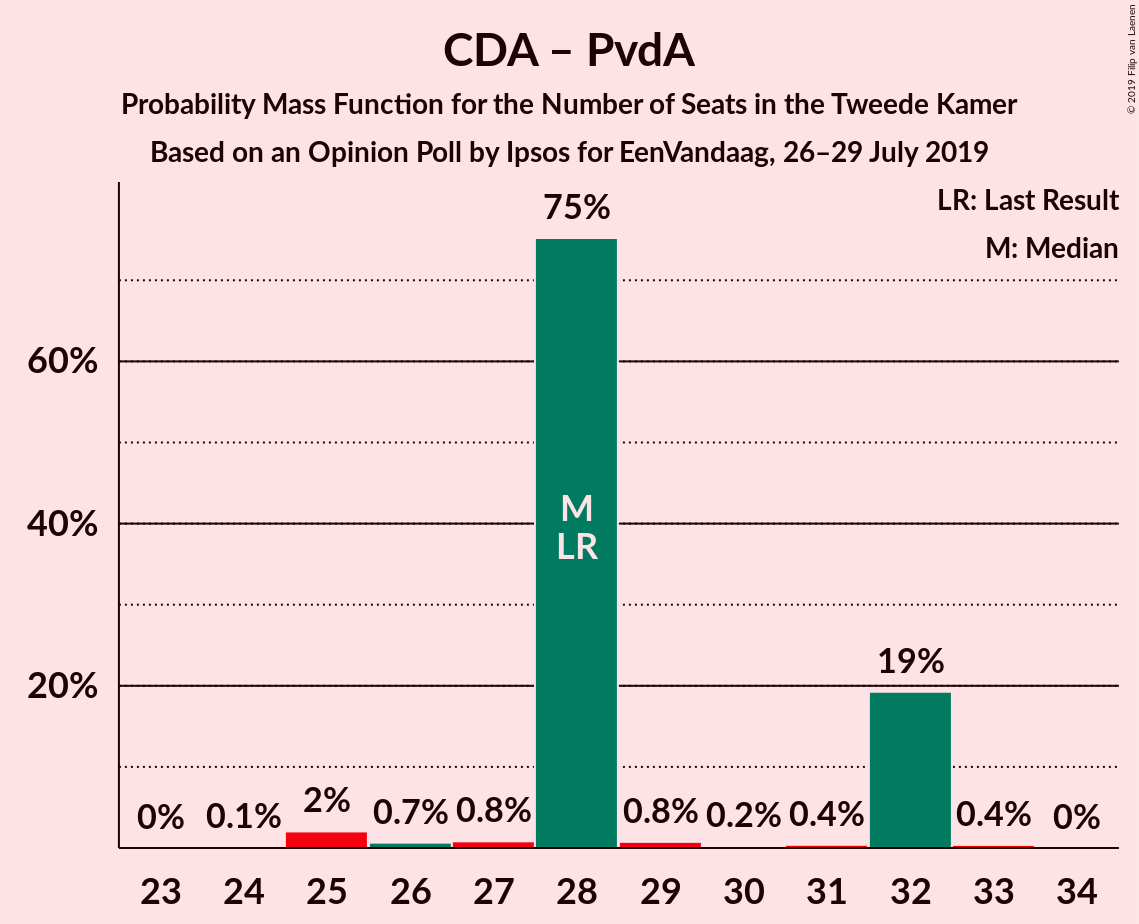 CDA – PvdA
Probability Mass Function for the Number of Seats in the Tweede Kamer
Based on an Opinion Poll by Ipsos for EenVandaag, 26–29 July 2019
© 2019 Filip van Laenen
LR: Last Result
M: Median
60%
40%
20%
0%
0.1%
2%
0.7%
0.8%
75%
M
LR
0.8%
0.2%
0.4%
19%
0.4%
0%
23 24 25 26 27 28 29 30 31 32 33 34